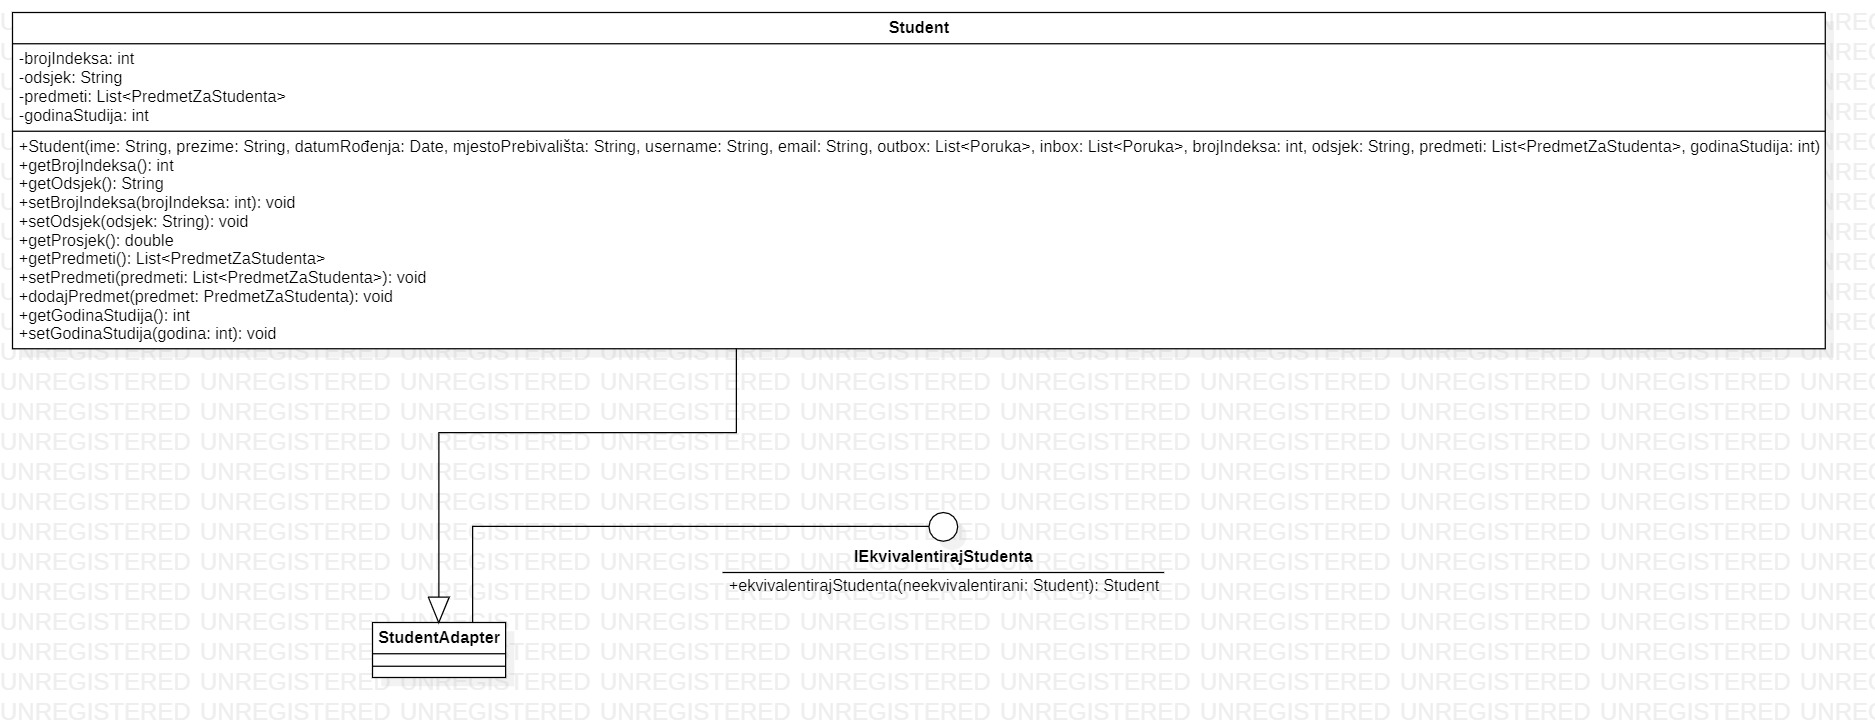 Student
-brojIndeksa: int
-odsjek: String
-predmeti: List<PredmetZaStudenta>
-godinaStudija: int
+Student(ime: String, prezime: String, datumRođenja: Date, mjestoPrebivališta: String, username: String, email: String, outbox: List<Poruka>, inbox: List<Poruka>, brojIndeksa: int, odsjek: String, predmeti: List<PredmetZaStudenta>, godinaStudija: int)
+getBrojIndeksa(): int
+getOdsjek(): String
+setBrojIndeksa(brojIndeksa: int): void
+setOdsjek(odsjek: String): void
+getProsjek(): double
+getPredmeti(): List<PredmetZaStudenta>
+setPredmeti(predmeti: List<PredmetZaStudenta>): void
+dodajPredmet(predmet: PredmetZaStudenta): void
+getGodinaStudija(): int
+setGodinaStudija(godina: int): void
UNREGISTERED UNREGISTERED UNREGISTERED UNREGISTERED UNREGISTERED UNREGISTERED UNREGISTERED UNREGISTERED UNREGISTERED
IEkvivalentirajStudenta
+ekvivalentirajStudenta(neekvivalentirani: Student): Student
StudentAdapter